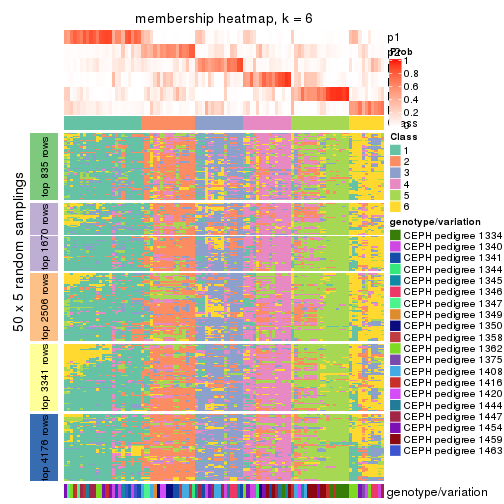 membership heatmap, k = 6
p1
Prob
1
0.8
0.6
0.4
0.2
0
Class
1
2
3
4
5
6
genotype/variation
CEPH pedigree 1334
CEPH pedigree 1340
CEPH pedigree 1341
CEPH pedigree 1344
CEPH pedigree 1345
CEPH pedigree 1346
CEPH pedigree 1347
CEPH pedigree 1349
CEPH pedigree 1350
CEPH pedigree 1358
CEPH pedigree 1362
CEPH pedigree 1375
CEPH pedigree 1408
CEPH pedigree 1416
CEPH pedigree 1420
CEPH pedigree 1444
CEPH pedigree 1447
CEPH pedigree 1454
CEPH pedigree 1459
CEPH pedigree 1463
50 x 5 random samplings
top 835 rows
top 1670 rows
top 2506 rows
top 3341 rows
top 4176 rows
genotype/variation